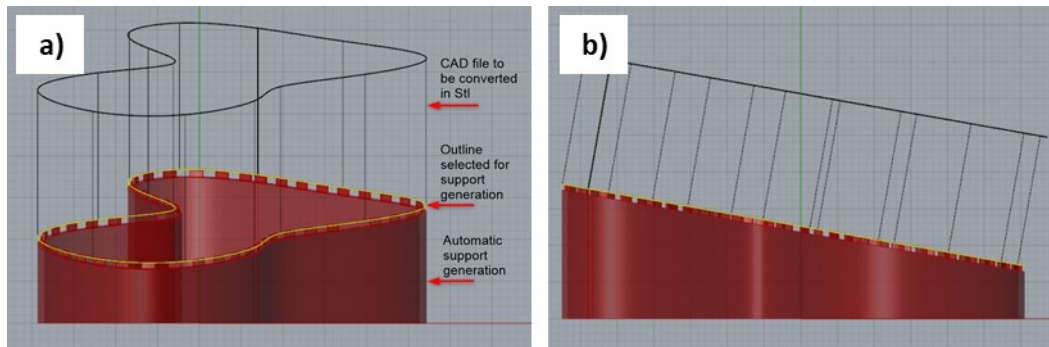 a)
CAD file to
be converted
in Stl
Outline
selected for
support
generation
Automatic
support
generation
b)